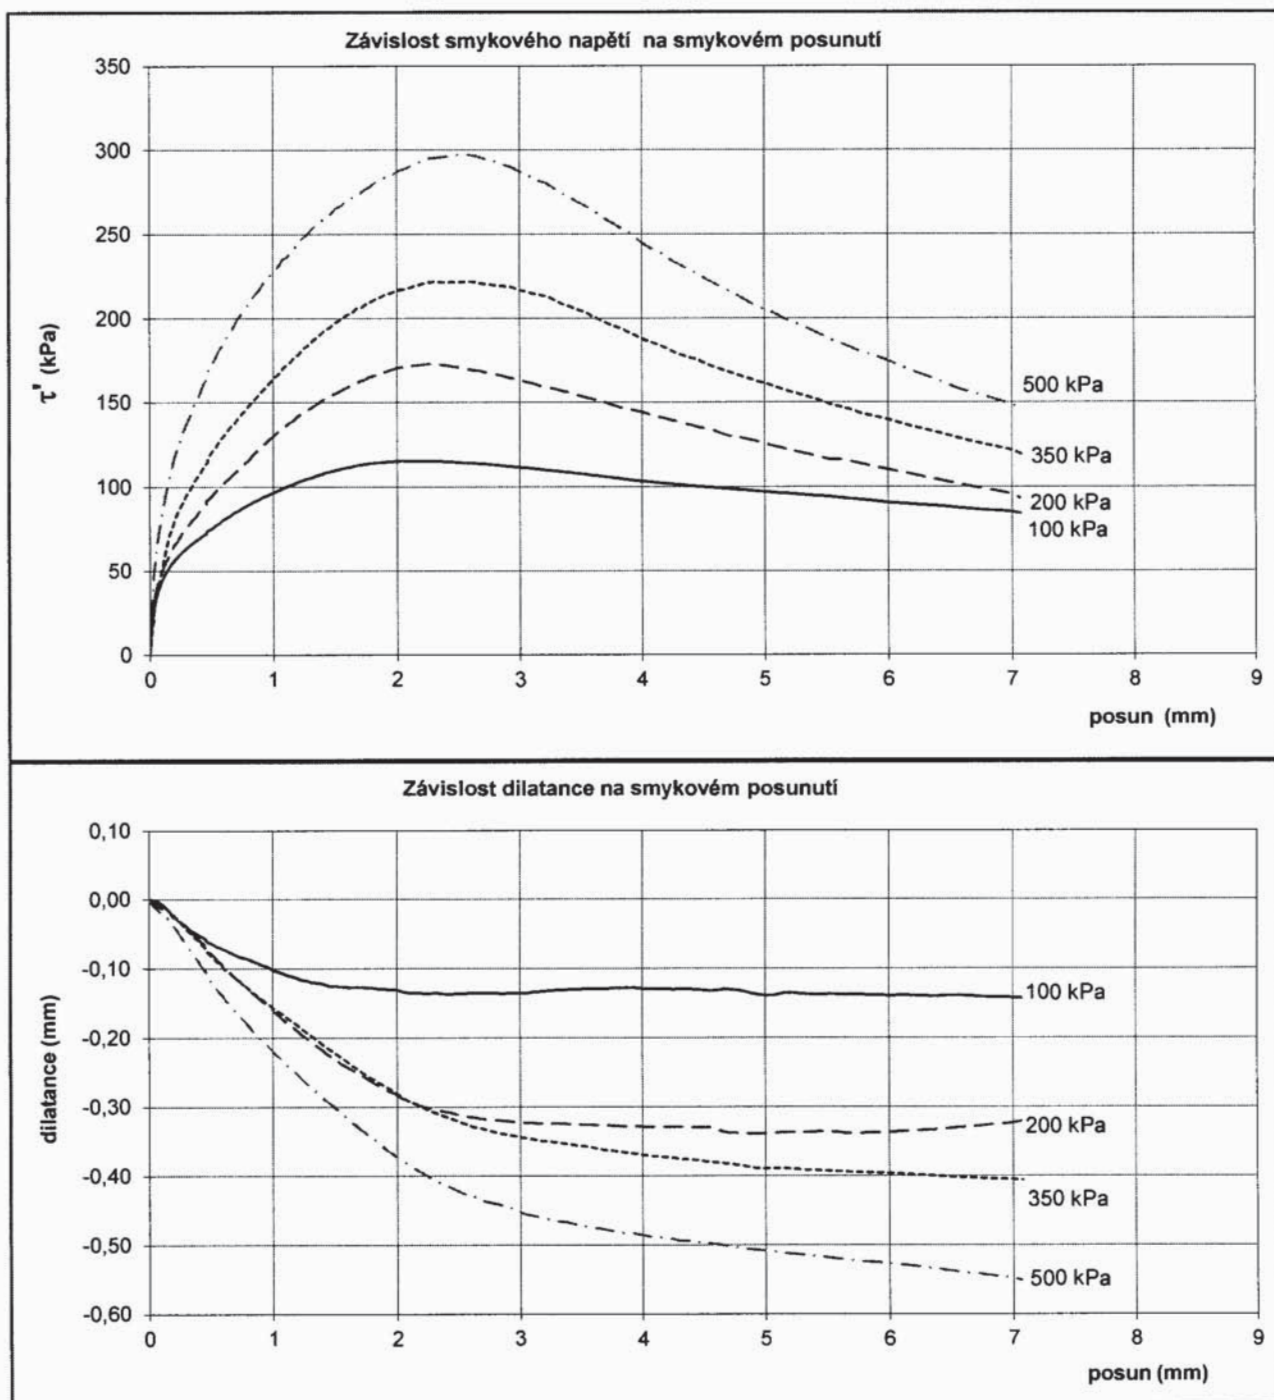 Závislost smykového napětí na smykovém posunutí
350
300
250
200
150
100
50
0
τ' (kPa)
500 kPa
350 kPa
200 kPa
100 kPa
0 1 2 3 4 5 6 7 8 9
posun (mm)
Závislost dilatance na smykovém posunutí
0,10
0,00
-0,10
-0,20
-0,30
-0,40
-0,50
-0,60
dilatance (mm)
100 kPa
200 kPa
350 kPa
500 kPa
0 1 2 3 4 5 6 7 8 9
posun (mm)